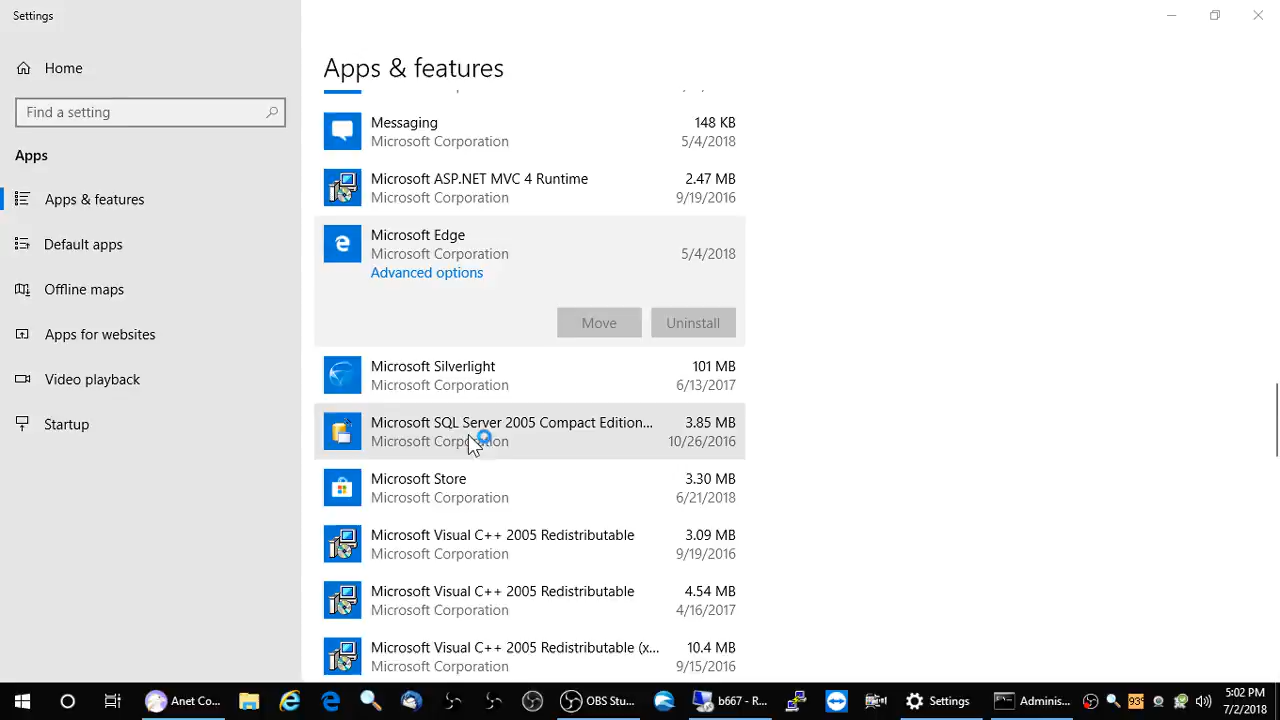 Settings
Home
Find a setting
Apps
Apps & features
Default apps
Offline maps
Apps for websites
Video playback
Startup
Apps & features
Messaging 148 KB
Microsoft Corporation 5/4/2018
Microsoft ASP.NET MVC 4 Runtime 2.47 MB
Microsoft Corporation 9/19/2016
Microsoft Edge
Microsoft Corporation 5/4/2018
Advanced options
Move Uninstall
Microsoft Silverlight 101 MB
Microsoft Corporation 6/13/2017
Microsoft SQL Server 2005 Compact Edition... 3.85 MB
Microsoft Corporation 10/26/2016
Microsoft Store 3.30 MB
Microsoft Corporation 6/21/2018
Microsoft Visual C++ 2005 Redistributable 3.09 MB
Microsoft Corporation 9/19/2016
Microsoft Visual C++ 2005 Redistributable 4.54 MB
Microsoft Corporation 4/16/2017
Microsoft Visual C++ 2005 Redistributable (x... 10.4 MB
Microsoft Corporation 9/15/2016
Anet Co... OBS Stu... b667 - R... Settings Adminis... 93° 5:02 PM
7/2/2018